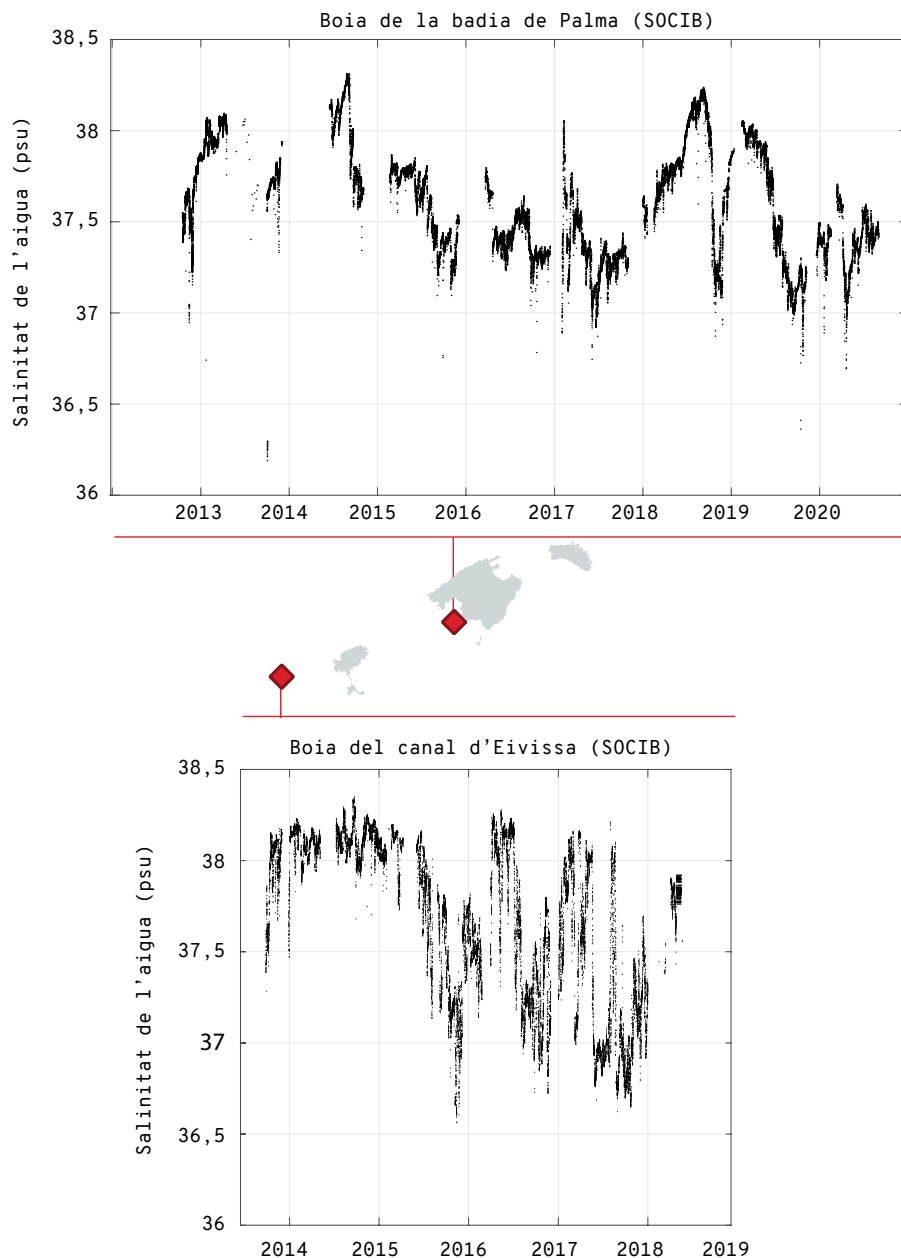 Boia de la badia de Palma (SOCIB)
Salinitat de l'aigua (psu)
38,5
38
37,5
37
36,5
36
2013 2014 2015 2016 2017 2018 2019 2020
Boia del canal d'Eivissa (SOCIB)
Salinitat de l'aigua (psu)
38,5
38
37,5
37
36,5
36
2014 2015 2016 2017 2018 2019